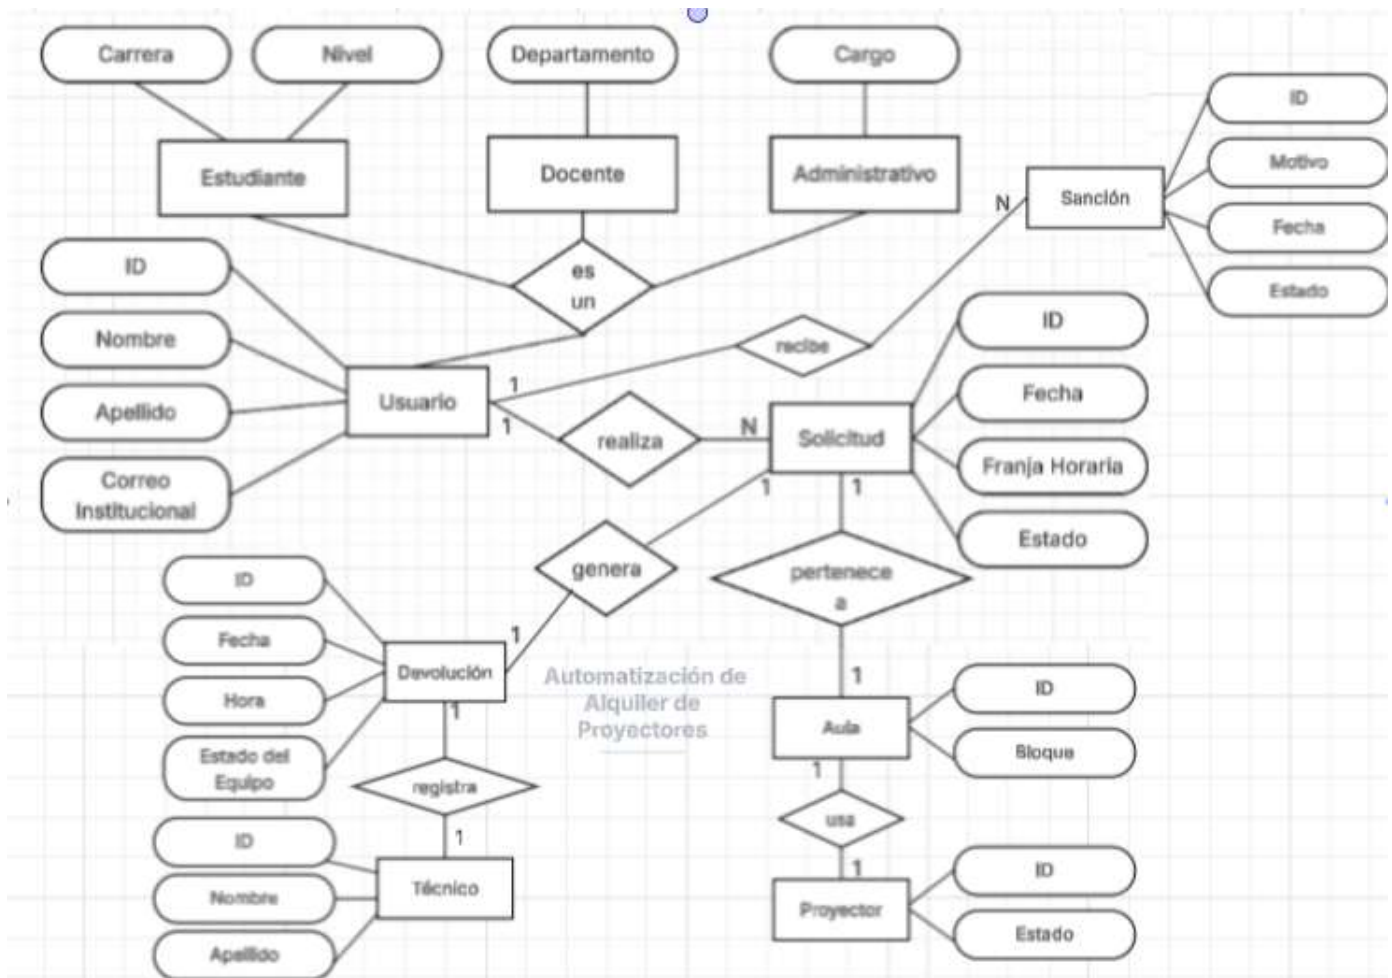 Carrera
Nivel
Departamento
Cargo
ID
Motivo
Fecha
Estado
Estudiante
Docente
Administrativo
N
Sanción
ID
Nombre
Apellido
Correo
Institucional
es
un
recibe
Usuario
1
1
realiza
N
Solicitud
1
1
ID
Fecha
Franja Horaria
Estado
genera
pertenece
a
ID
Fecha
Hora
Estado del
Equipo
1
Devolución
1
Automatización de
Alquiler de
Proyectores
1
Aula
1
ID
Bloque
registra
usa
1
1
ID
Nombre
Apellido
Técnico
Proyector
ID
Estado